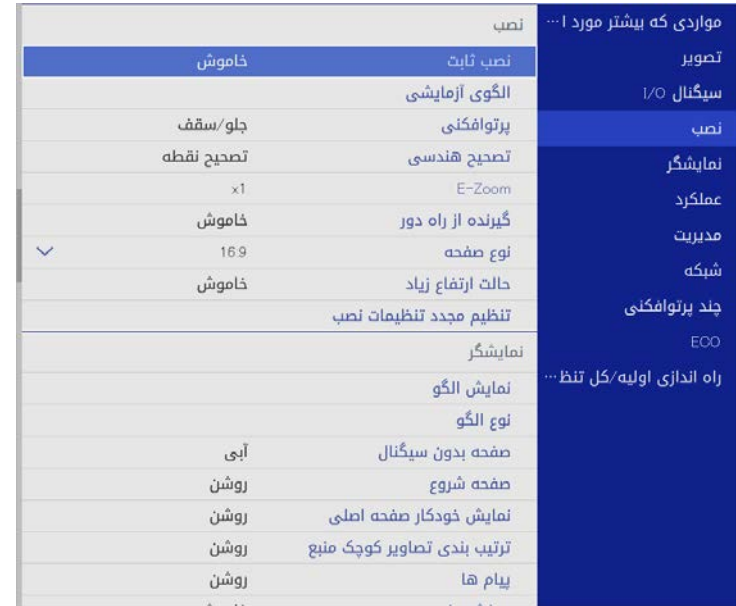 مواردی که بیشتر مورد ا...
تصویر
سیگنال I/O
نصب
نمایشگر
عملکرد
مدیریت
شبکه
چند پرتوافکنی
ECO
راه اندازی اولیه/کل تنظ...
نصب
نصب ثابت خاموش
الگوی آزمایشی
پرتوافکنی جلو/سقف
تصحیح هندسی تصحیح نقطه
E-Zoom x1
گیرنده از راه دور خاموش
نوع صفحه 16:9
حالت ارتفاع زیاد خاموش
تنظیم مجدد تنظیمات نصب
نمایشگر
نمایش الگو
نوع الگو
صفحه بدون سیگنال آبی
صفحه شروع روشن
نمایش خودکار صفحه اصلی روشن
ترتیب بندی تصاویر کوچک منبع روشن
پیام ها روشن